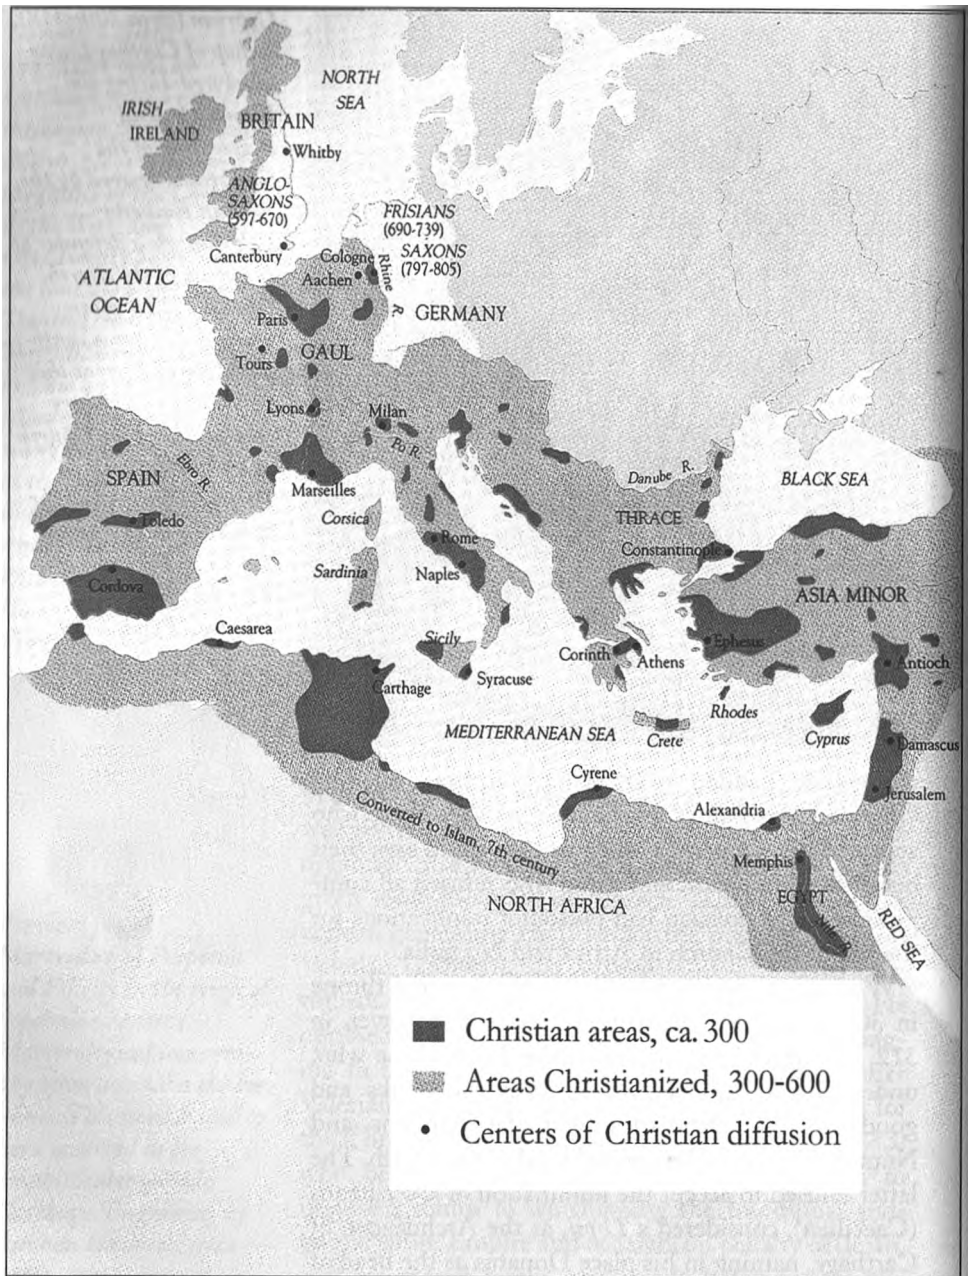 NORTH
SEA
IRISH
IRELAND
BRITAIN
Whitby
ANGLO-
SAXONS
(597-670)
FRISIANS
(690-739)
SAXONS
(797-805)
Canterbury
Cologne
Aachen
Rhine
R.
ATLANTIC
OCEAN
GERMANY
Paris
GAUL
Tours
Lyons
Milan
Po R.
SPAIN
Ebro R.
Marseilles
Danube R.
BLACK SEA
Toledo
Corsica
THRACE
Rome
Constantinople
Cordova
Sardinia
Naples
ASIA MINOR
Caesarea
Sicily
Ephesus
Corinth
Athens
Antioch
Carthage
Syracuse
Rhodes
MEDITERRANEAN SEA
Crete
Cyprus
Damascus
Cyrene
Jerusalem
Alexandria
Converted to Islam, 7th century
Memphis
EGYPT
NORTH AFRICA
Nile R.
RED SEA
Christian areas, ca. 300
Areas Christianized, 300-600
Centers of Christian diffusion